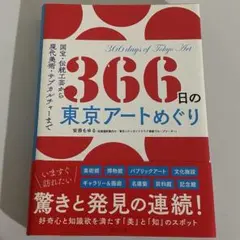 366 days of Tokyo Art
国宝・伝統工芸から
現代美術・サブカルチャーまで
366日の
東京アートめぐり
いますぐ
訪れたい!
美術館 博物館 パブリックアート 文化施設
ギャラリー&画廊 名建築 資料館 記念館
驚きと発見の連続!
好奇心と知識欲を満たす「美」と「知」のスポット